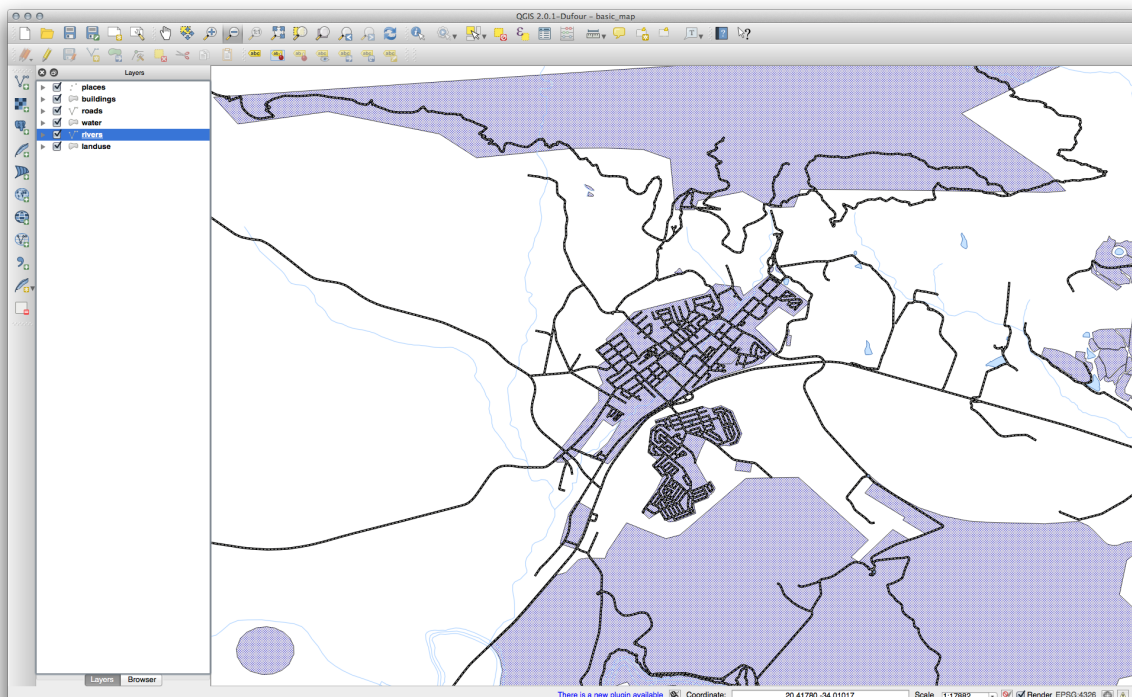 QGIS 2.0.1-Dufour - basic_map
Layers
places
buildings
roads
water
rivers
landuse
Layers
Browser
There is a new plugin available
Coordinate:
20.41780,-34.01017
Scale
1:17882
Render
EPSG:4326